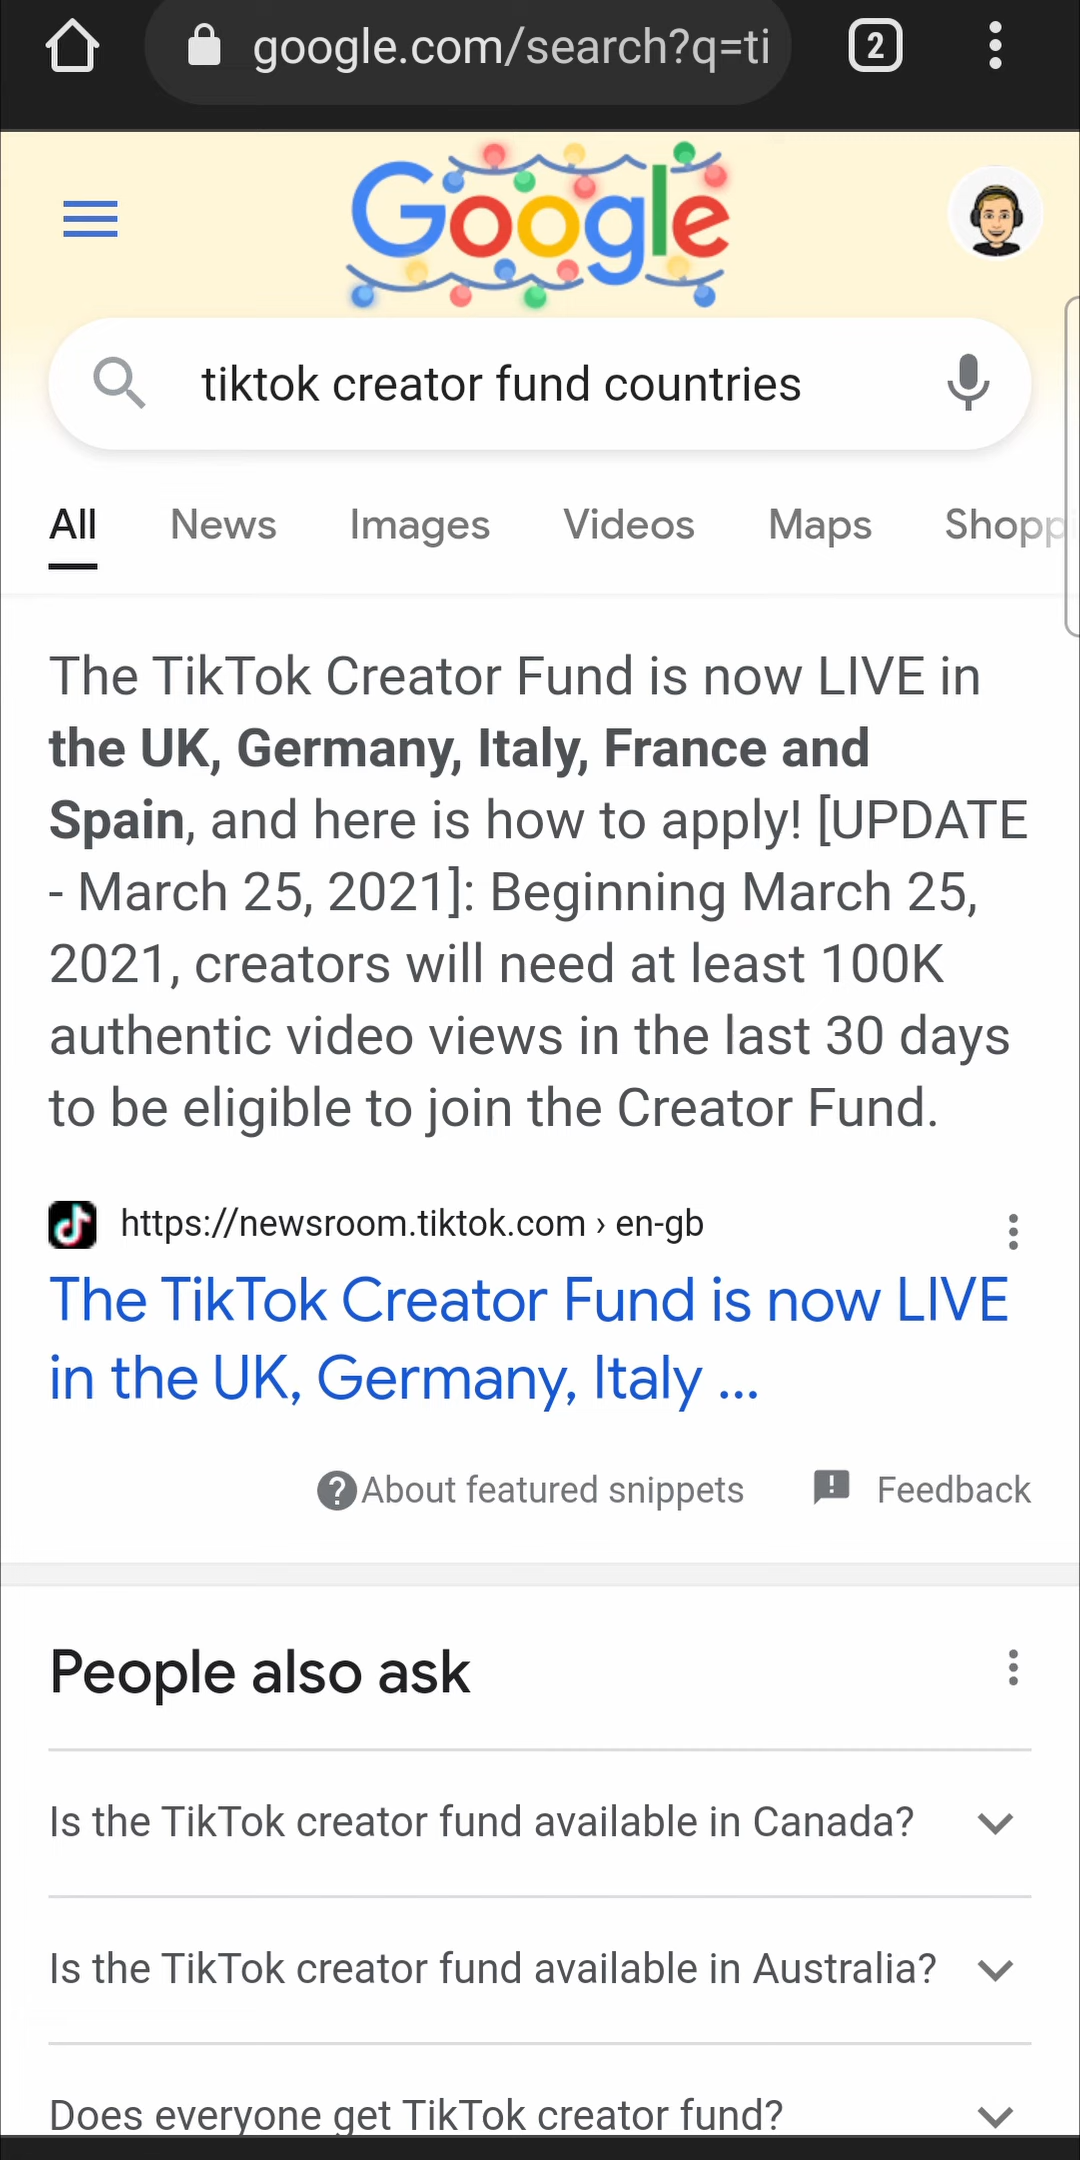 google.com/search?q=ti
2
Google
tiktok creator fund countries
All News Images Videos Maps Shopp
The TikTok Creator Fund is now LIVE in
the UK, Germany, Italy, France and
Spain, and here is how to apply! [UPDATE
- March 25, 2021]: Beginning March 25,
2021, creators will need at least 100K
authentic video views in the last 30 days
to be eligible to join the Creator Fund.
https://newsroom.tiktok.com › en-gb
The TikTok Creator Fund is now LIVE
in the UK, Germany, Italy ...
About featured snippets Feedback
People also ask
Is the TikTok creator fund available in Canada?
Is the TikTok creator fund available in Australia?
Does everyone get TikTok creator fund?